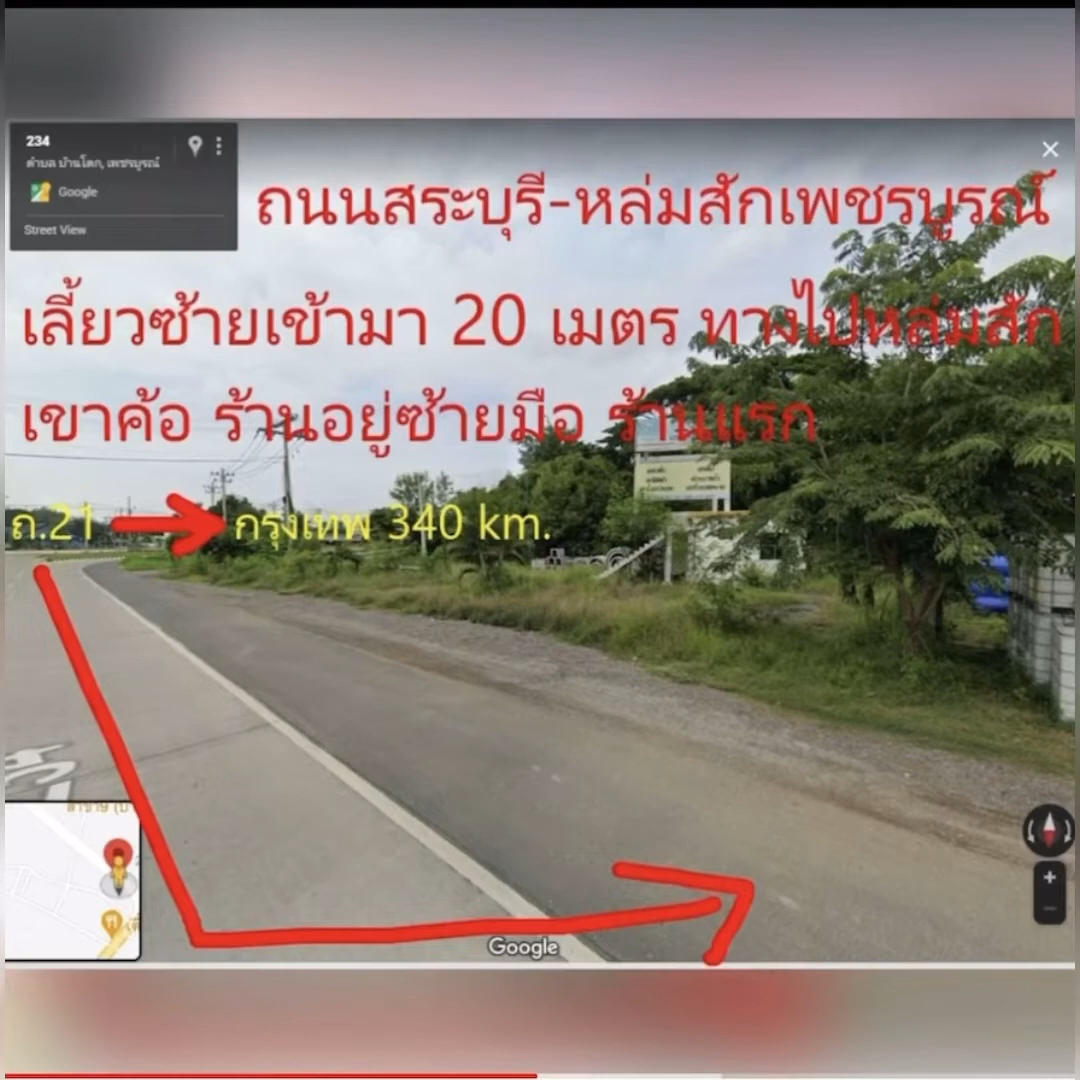 234
ตำบล บ้านโตก, เพชรบูรณ์
Google
Street View
ถนนสระบุรี-หล่มสักเพชรบูรณ์
เลี้ยวซ้ายเข้ามา 20 เมตร ทางไปหล่มสัก
เขาค้อ ร้านอยู่ซ้ายมือ ร้านแรก
ถ.21
กรุงเทพ 340 km.
Google